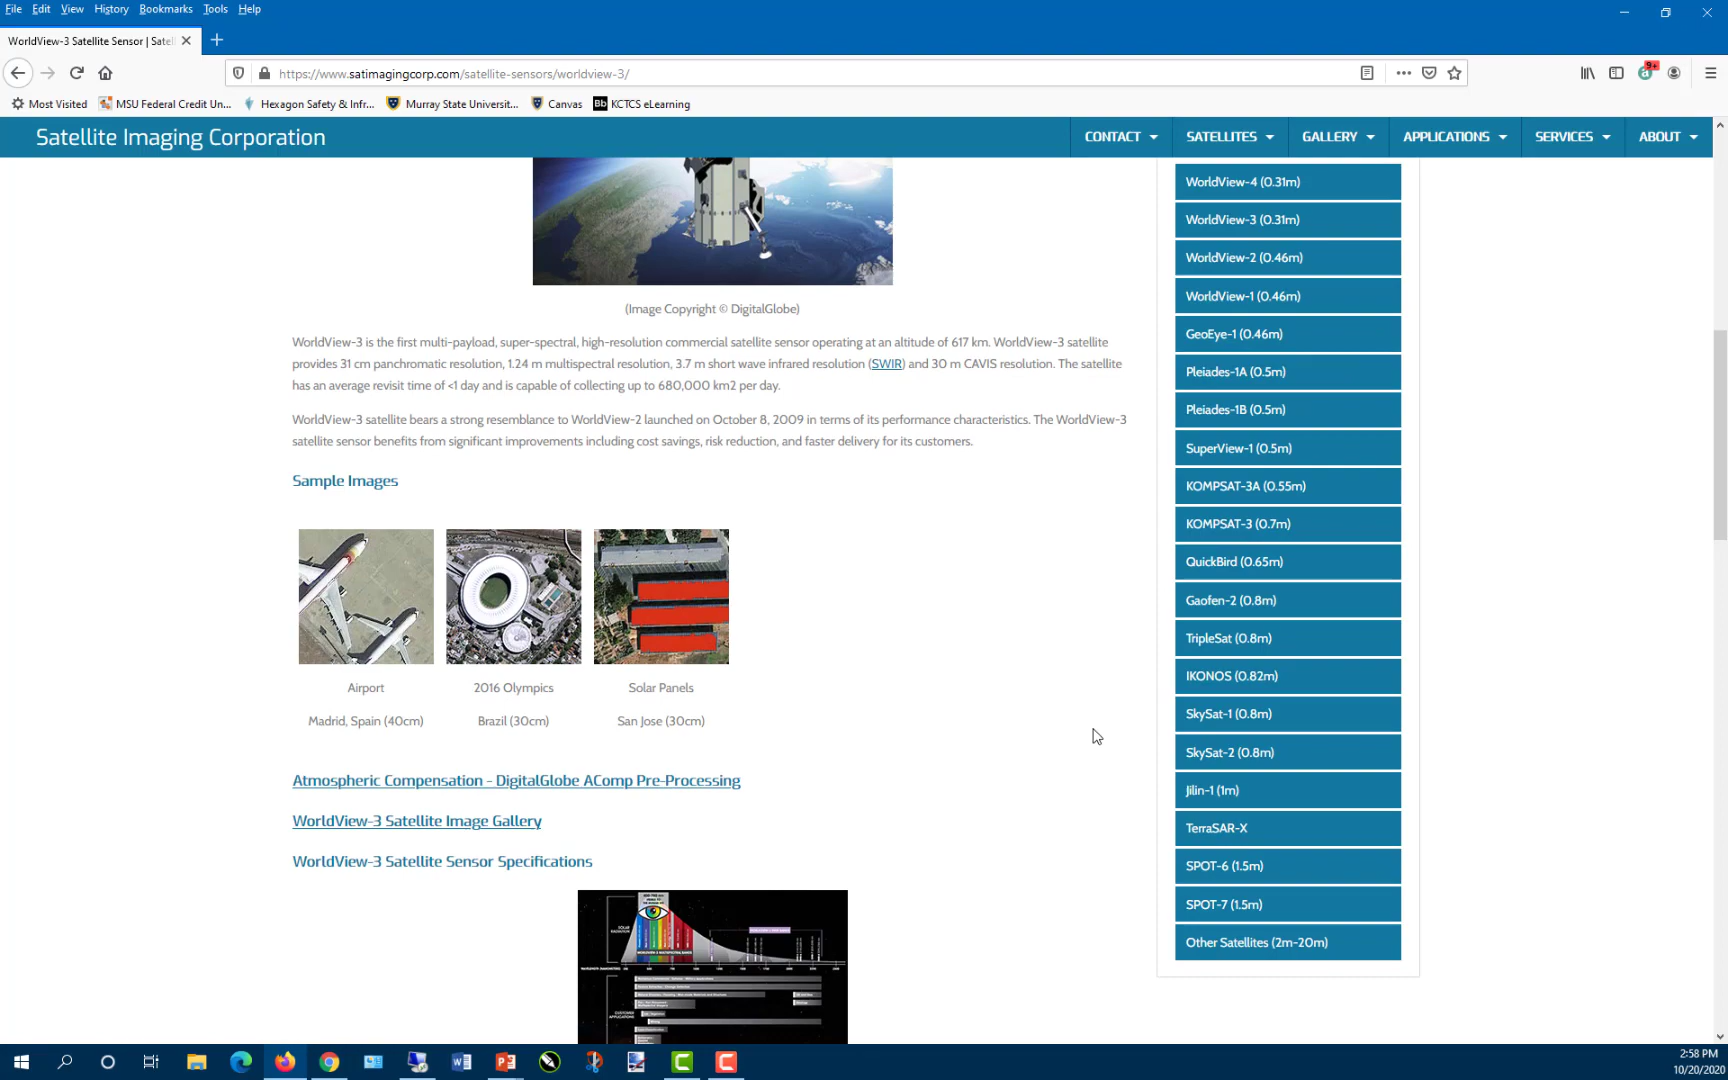 File Edit View History Bookmarks Tools Help
WorldView-3 Satellite Sensor | Satel
https://www.satimagingcorp.com/satellite-sensors/worldview-3/
9+
Most Visited MSU Federal Credit Un... Hexagon Safety & Infr... Murray State Universit... Canvas Bb KCTCS eLearning
Satellite Imaging Corporation CONTACT SATELLITES GALLERY APPLICATIONS SERVICES ABOUT
(Image Copyright © DigitalGlobe)
WorldView-3 is the first multi-payload, super-spectral, high-resolution commercial satellite sensor operating at an altitude of 617 km. WorldView-3 satellite
provides 31 cm panchromatic resolution, 1.24 m multispectral resolution, 3.7 m short wave infrared resolution (SWIR) and 30 m CAVIS resolution. The satellite
has an average revisit time of <1 day and is capable of collecting up to 680,000 km2 per day.
WorldView-3 satellite bears a strong resemblance to WorldView-2 launched on October 8, 2009 in terms of its performance characteristics. The WorldView-3
satellite sensor benefits from significant improvements including cost savings, risk reduction, and faster delivery for its customers.
Sample Images
Airport 2016 Olympics Solar Panels
Madrid, Spain (40cm) Brazil (30cm) San Jose (30cm)
Atmospheric Compensation - DigitalGlobe AComp Pre-Processing
WorldView-3 Satellite Image Gallery
WorldView-3 Satellite Sensor Specifications
WorldView-4 (0.31m)
WorldView-3 (0.31m)
WorldView-2 (0.46m)
WorldView-1 (0.46m)
GeoEye-1 (0.46m)
Pleiades-1A (0.5m)
Pleiades-1B (0.5m)
SuperView-1 (0.5m)
KOMPSAT-3A (0.55m)
KOMPSAT-3 (0.7m)
QuickBird (0.65m)
Gaofen-2 (0.8m)
TripleSat (0.8m)
IKONOS (0.82m)
SkySat-1 (0.8m)
SkySat-2 (0.8m)
Jilin-1 (1m)
TerraSAR-X
SPOT-6 (1.5m)
SPOT-7 (1.5m)
Other Satellites (2m-20m)
2:58 PM
10/20/2020